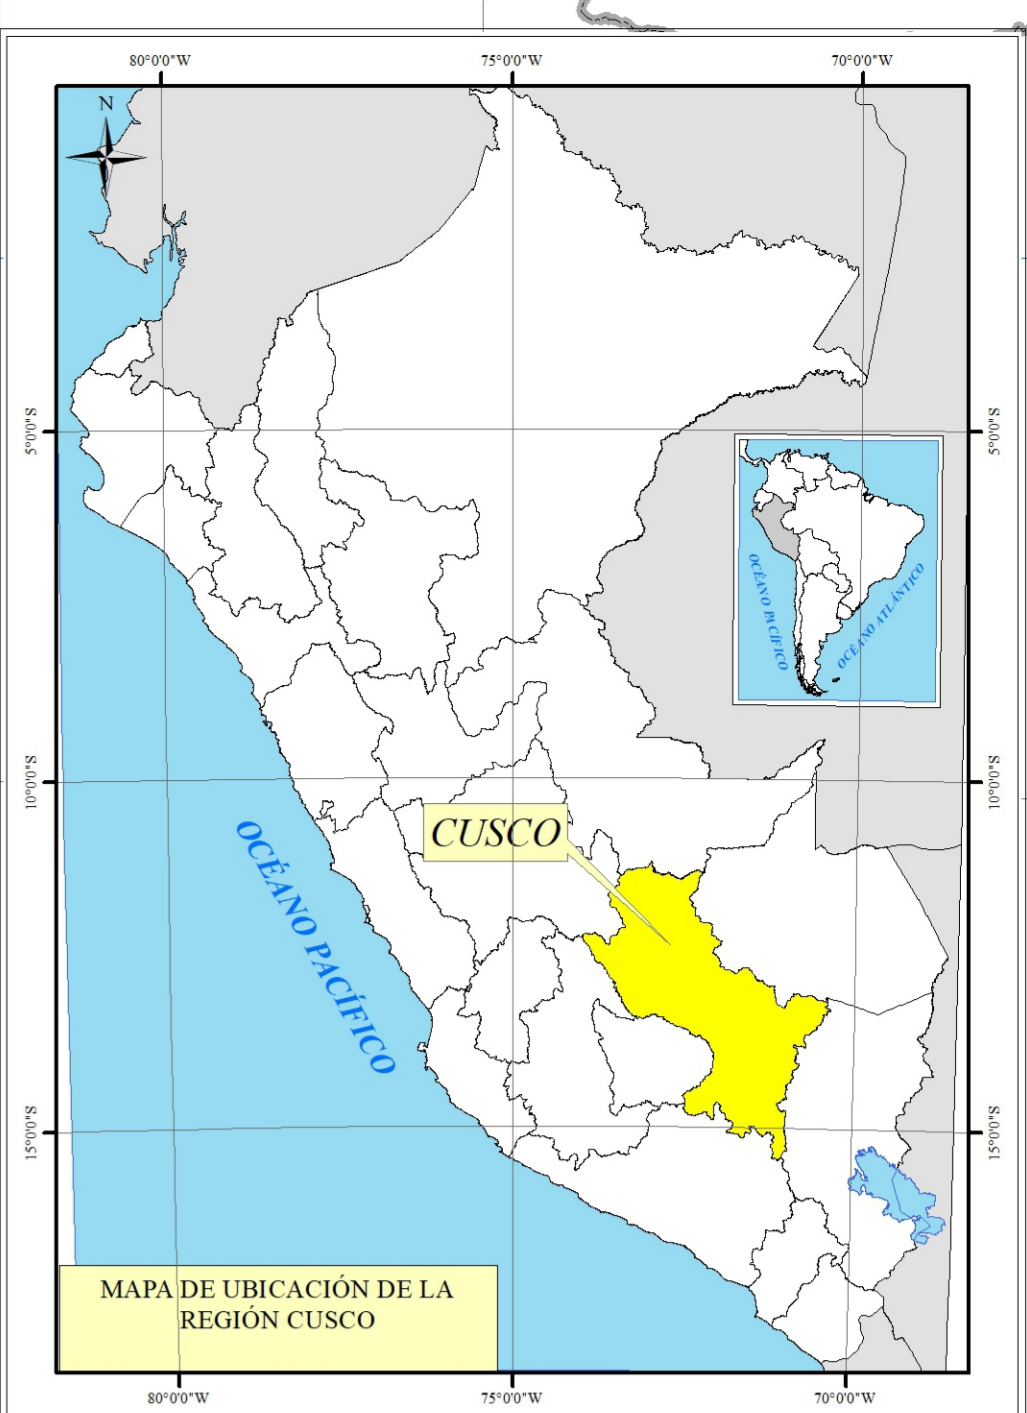 80°0'0"W
75°0'0"W
70°0'0"W
N
5°0'0"S
5°0'0"S
OCÉANO PACÍFICO
OCÉANO ATLÁNTICO
10°0'0"S
10°0'0"S
CUSCO
OCÉANO PACÍFICO
15°0'0"S
15°0'0"S
MAPA DE UBICACIÓN DE LA
REGIÓN CUSCO
80°0'0"W
75°0'0"W
70°0'0"W